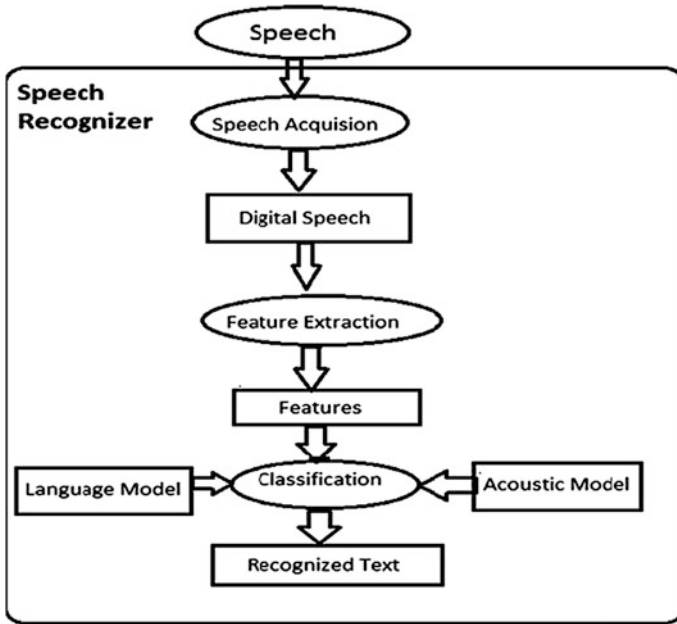 Speech
Speech
Recognizer
Speech Acquision
Digital Speech
Feature Extraction
Features
Language Model
Classification
Acoustic Model
Recognized Text